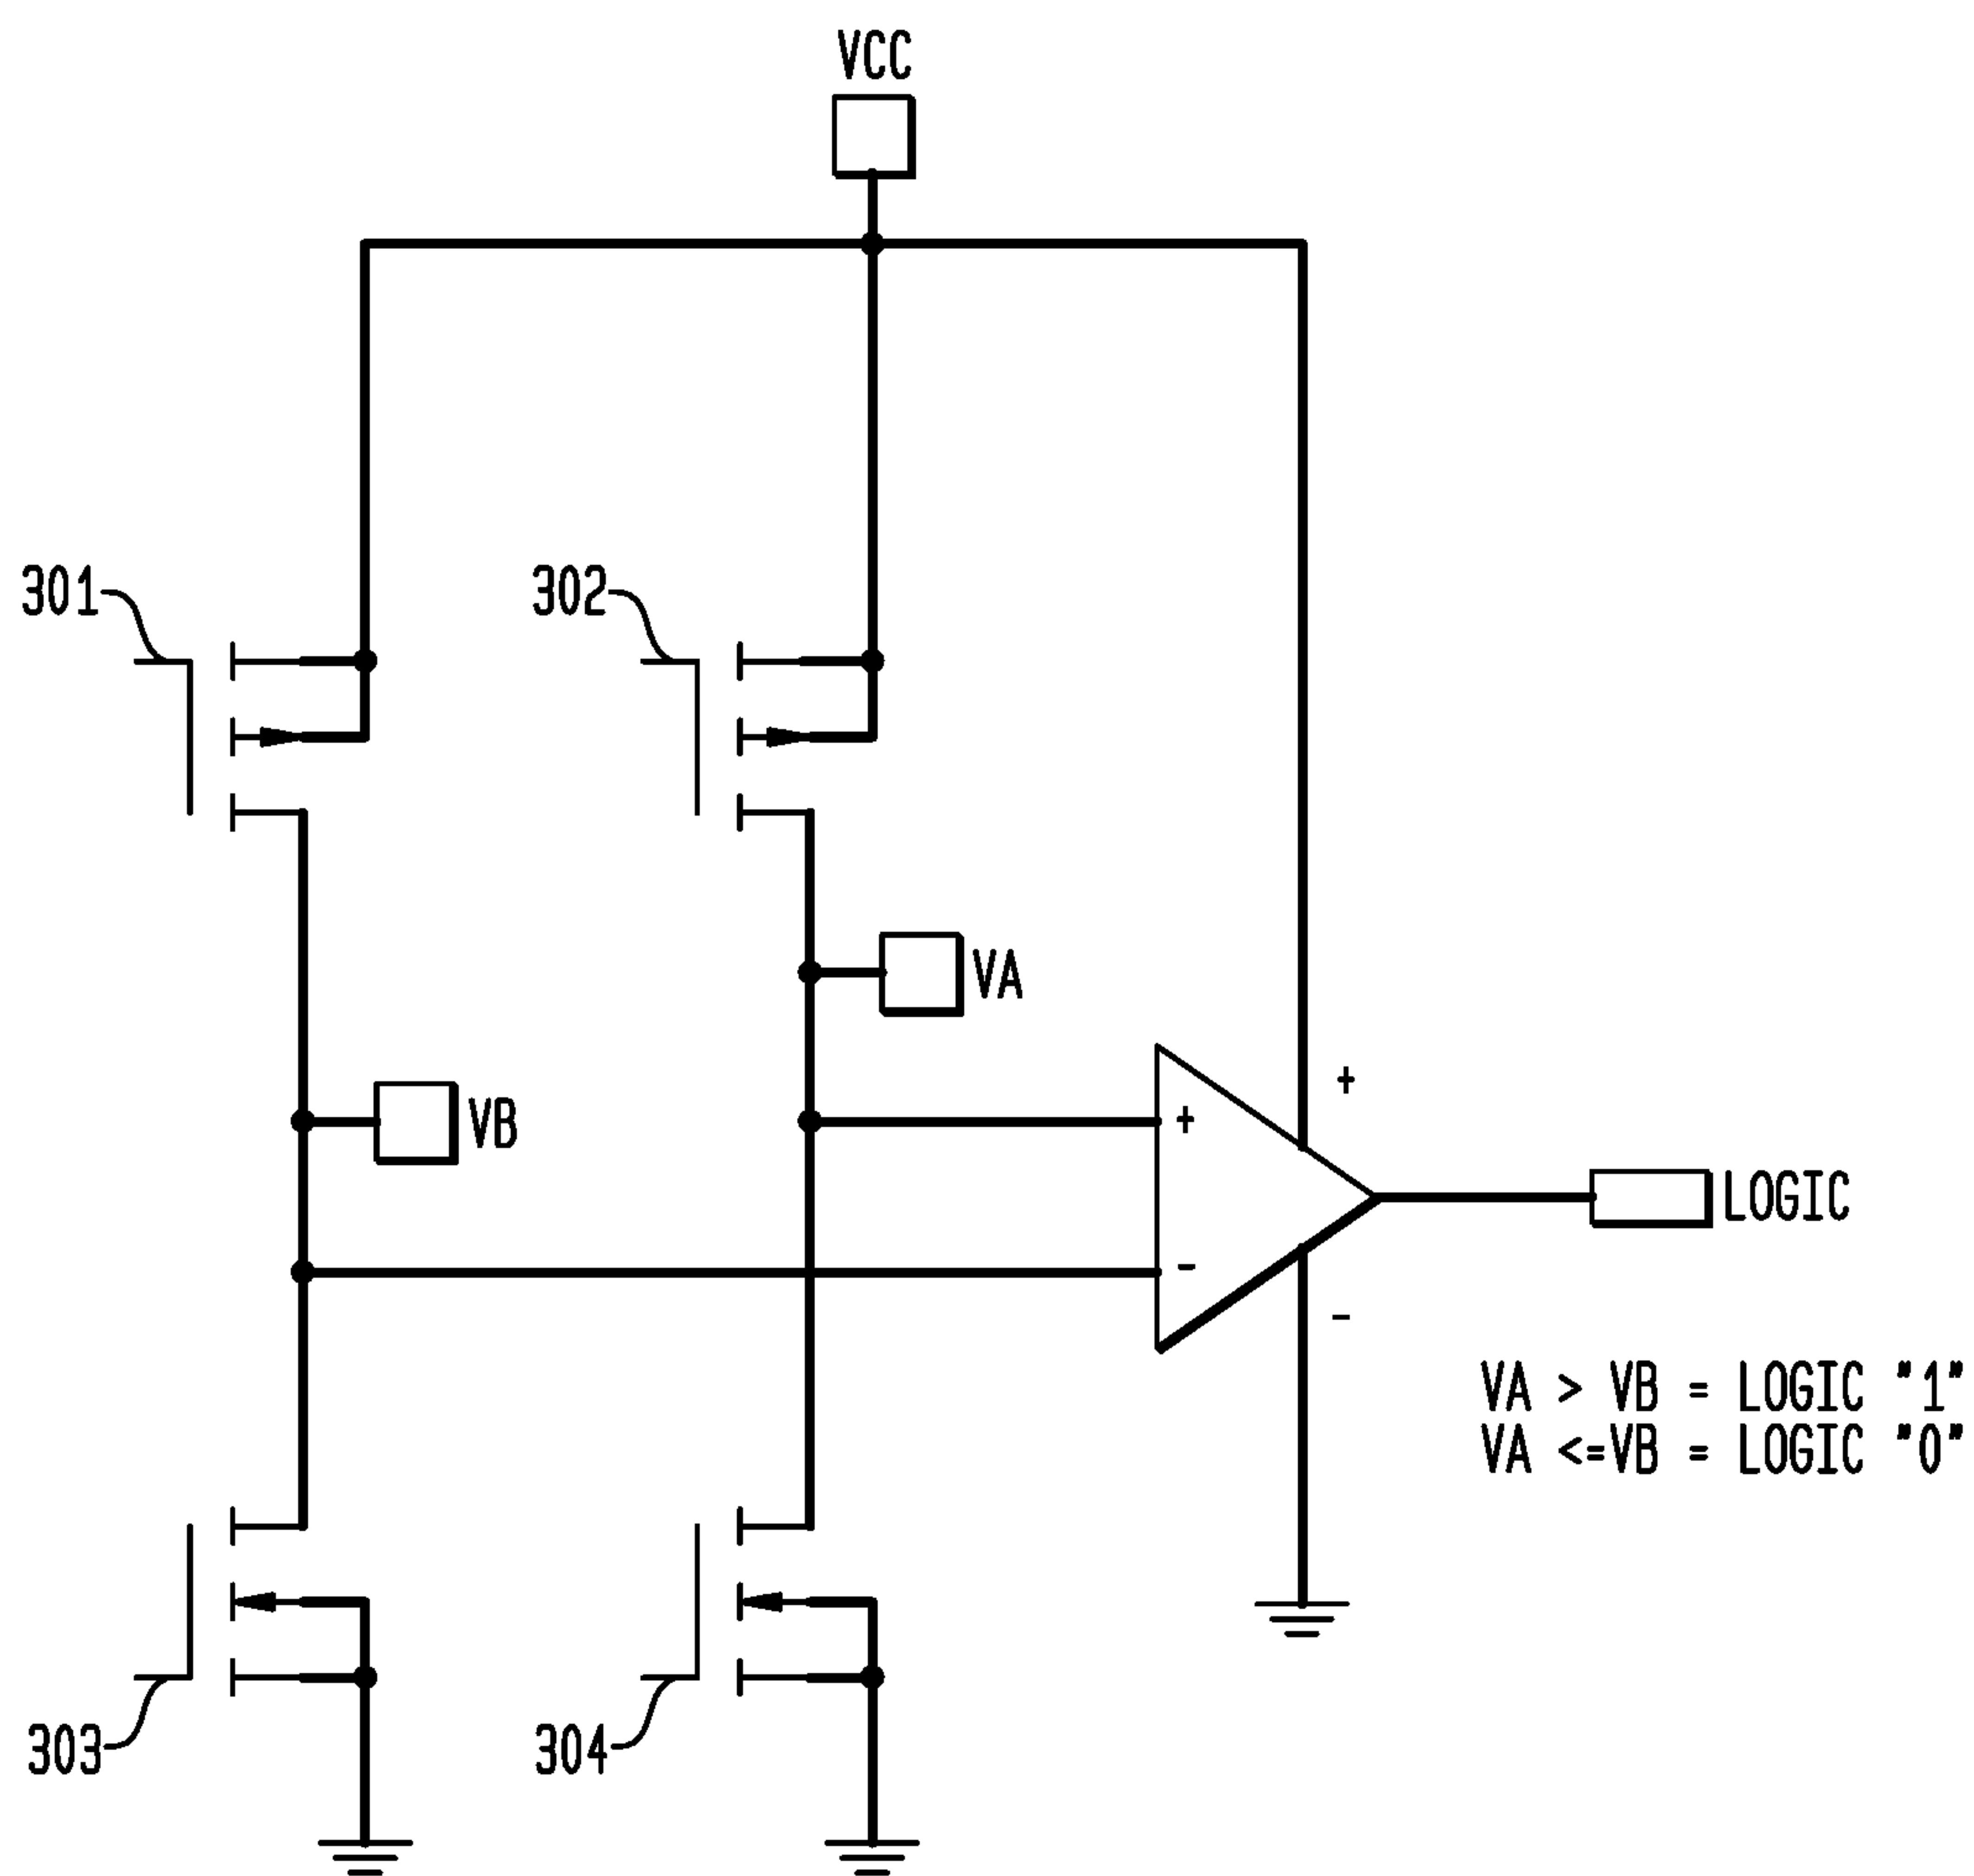 VCC
301
302
VA
VB
+
+
-
-
LOGIC
VA > VB = LOGIC "1"
VA <=VB = LOGIC "0"
303
304